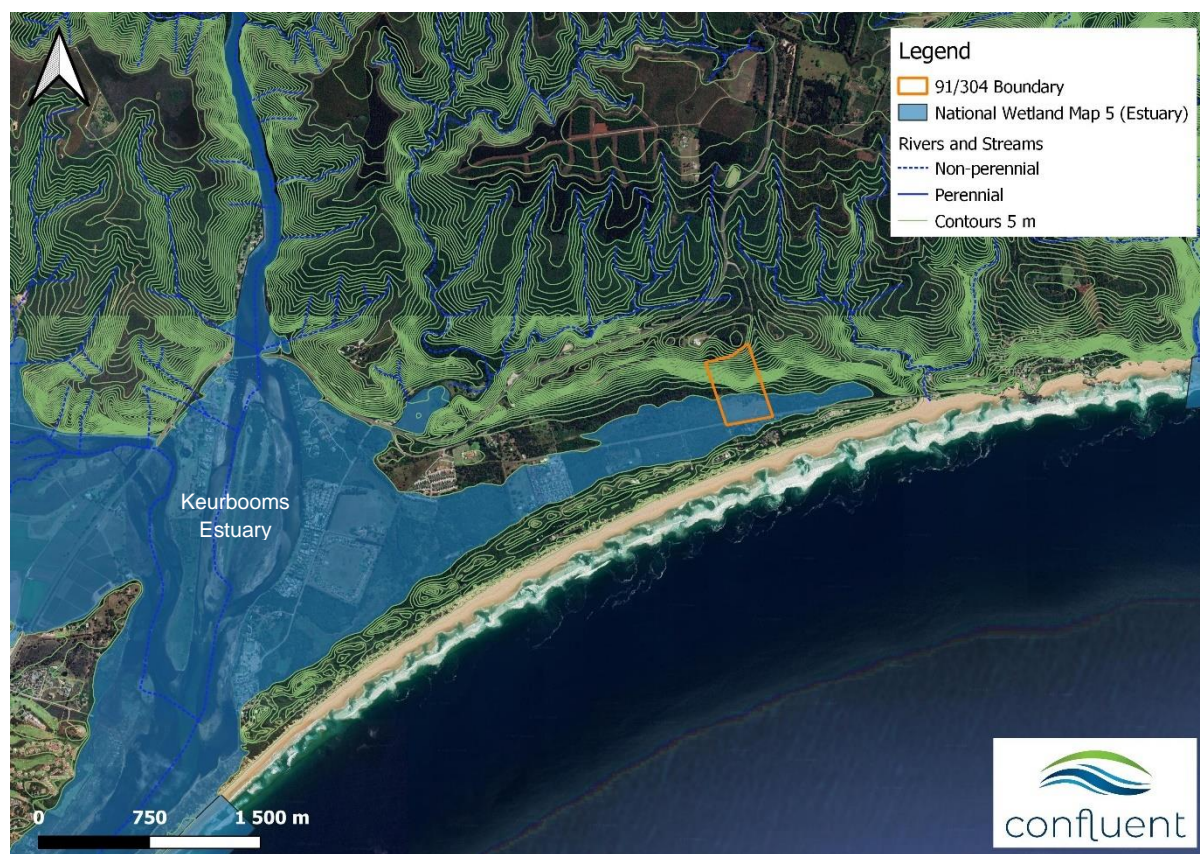 Legend
91/304 Boundary
National Wetland Map 5 (Estuary)
Rivers and Streams
Non-perennial
Perennial
Contours 5 m
Keurbooms
Estuary
0 750 1 500 m
confluent